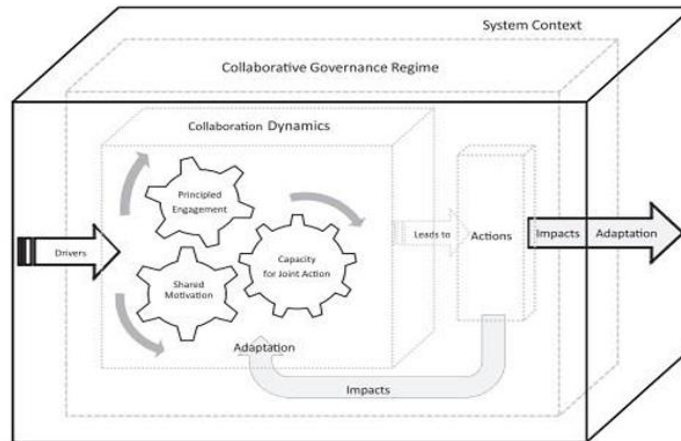 System Context
Collaborative Governance Regime
Collaboration Dynamics
Principled
Engagement
Drivers
Shared
Motivation
Capacity
for Joint Action
Leads to
Actions
Impacts
Adaptation
Adaptation
Impacts